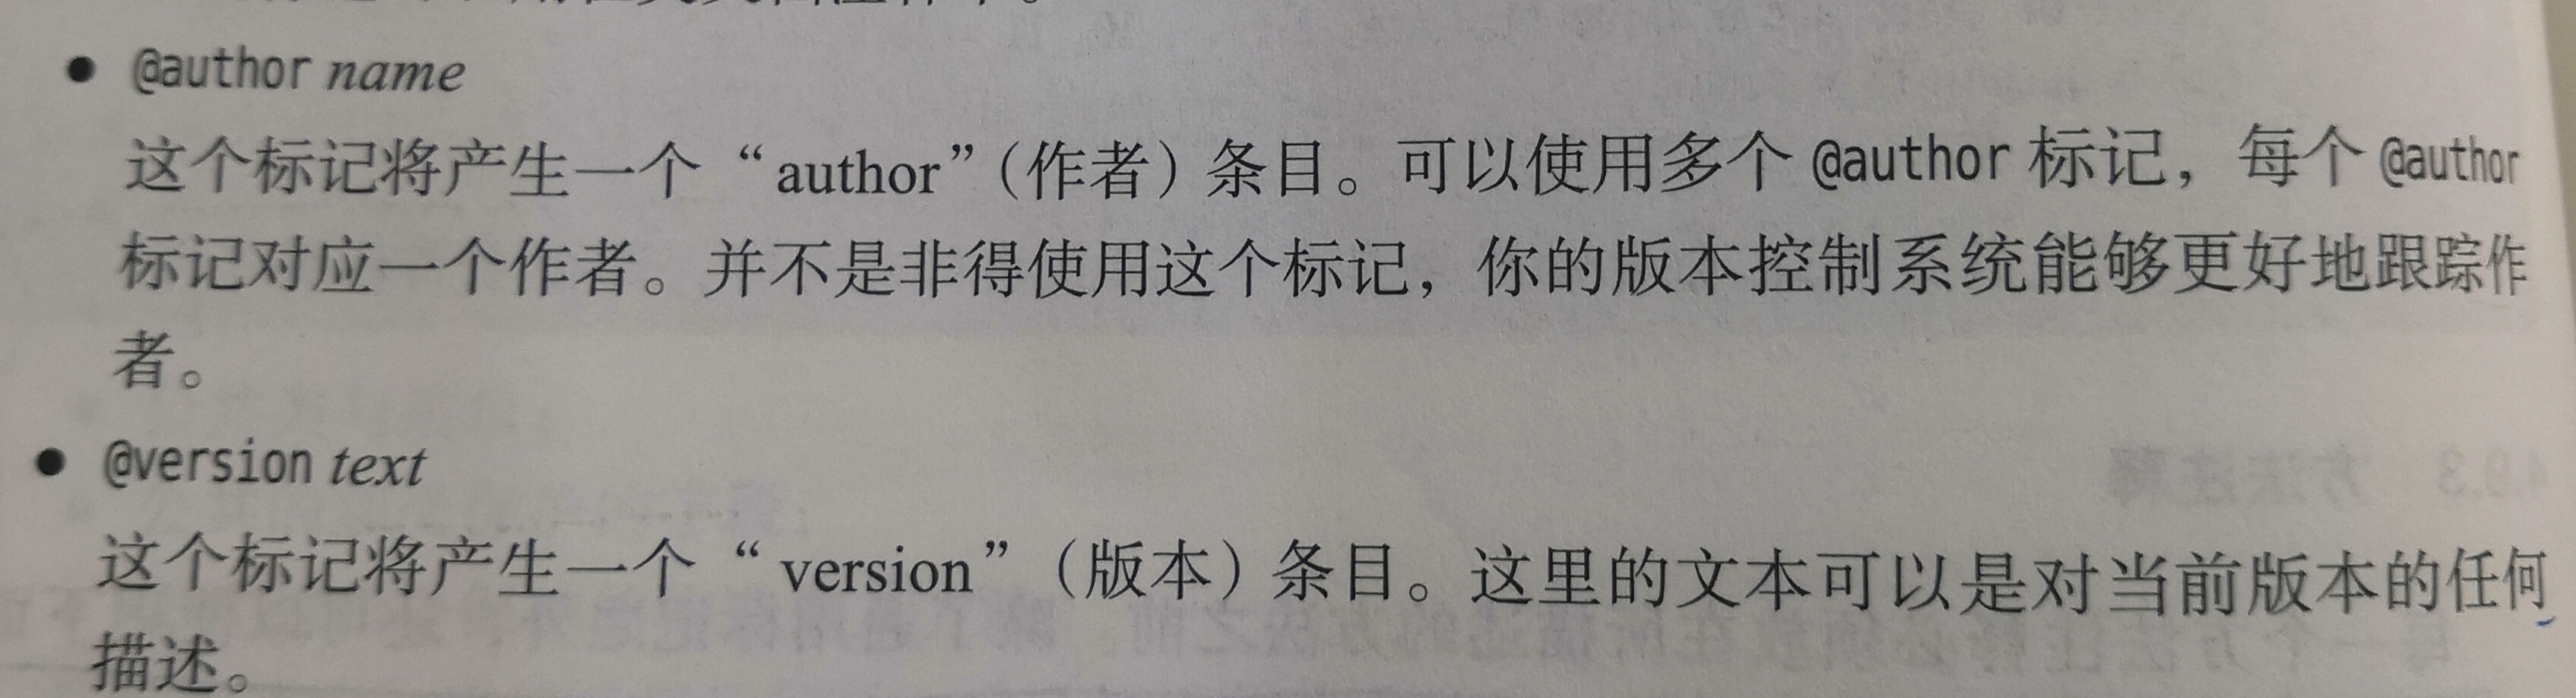 • @author name
这个标记将产生一个“author”（作者）条目。可以使用多个 @author 标记，每个 @author
标记对应一个作者。并不是非得使用这个标记，你的版本控制系统能够更好地跟踪作
者。
• @version text
这个标记将产生一个“version”（版本）条目。这里的文本可以是对当前版本的任何
描述。